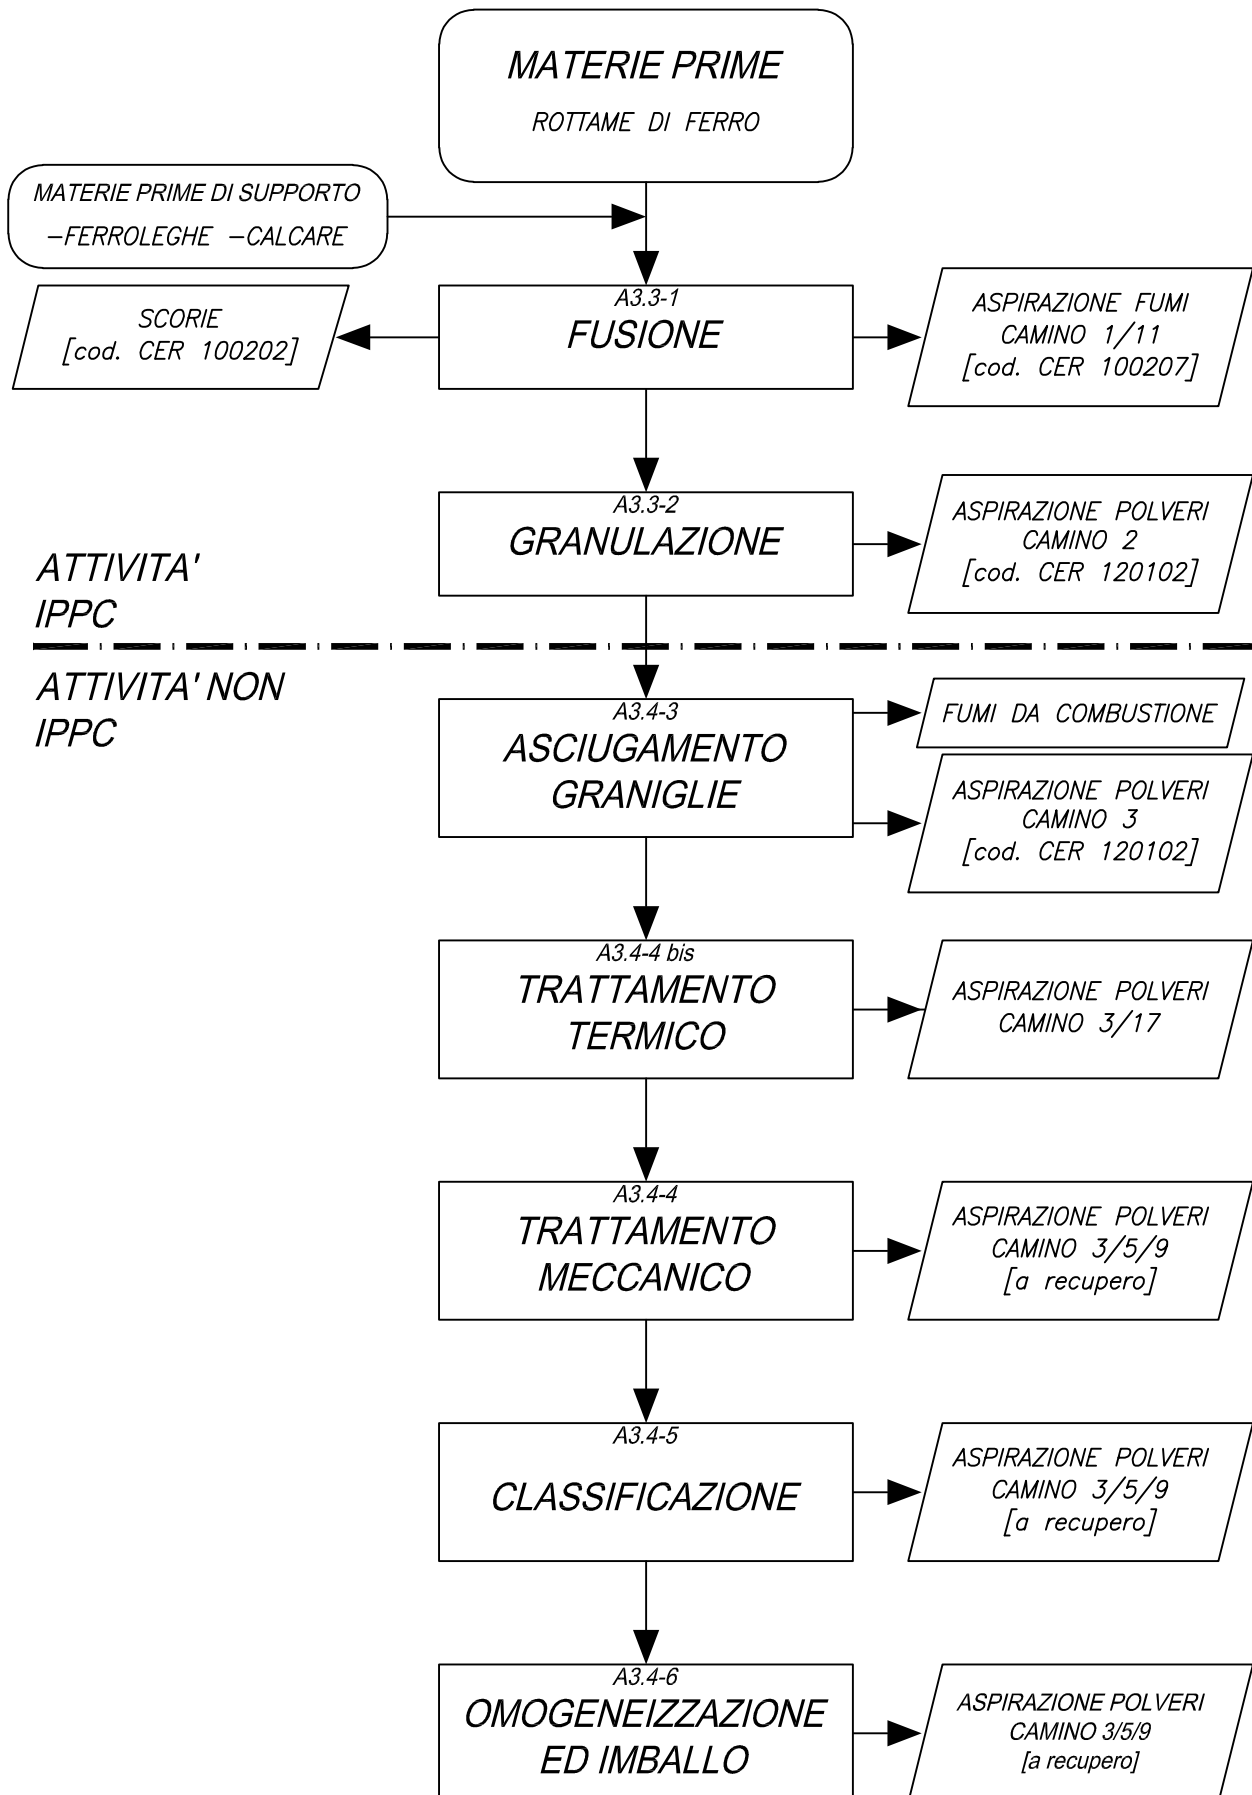 MATERIE PRIME
ROTTAME DI FERRO
MATERIE PRIME DI SUPPORTO
-FERROLEGHE -CALCARE
SCORIE
[cod. CER 100202]
A3.3-1
FUSIONE
ASPIRAZIONE FUMI
CAMINO 1/11
[cod. CER 100207]
A3.3-2
GRANULAZIONE
ASPIRAZIONE POLVERI
CAMINO 2
[cod. CER 120102]
ATTIVITA'
IPPC
ATTIVITA' NON
IPPC
A3.4-3
ASCIUGAMENTO
GRANIGLIE
FUMI DA COMBUSTIONE
ASPIRAZIONE POLVERI
CAMINO 3
[cod. CER 120102]
A3.4-4 bis
TRATTAMENTO
TERMICO
ASPIRAZIONE POLVERI
CAMINO 3/17
A3.4-4
TRATTAMENTO
MECCANICO
ASPIRAZIONE POLVERI
CAMINO 3/5/9
[a recupero]
A3.4-5
CLASSIFICAZIONE
ASPIRAZIONE POLVERI
CAMINO 3/5/9
[a recupero]
A3.4-6
OMOGENEIZZAZIONE
ED IMBALLO
ASPIRAZIONE POLVERI
CAMINO 3/5/9
[a recupero]